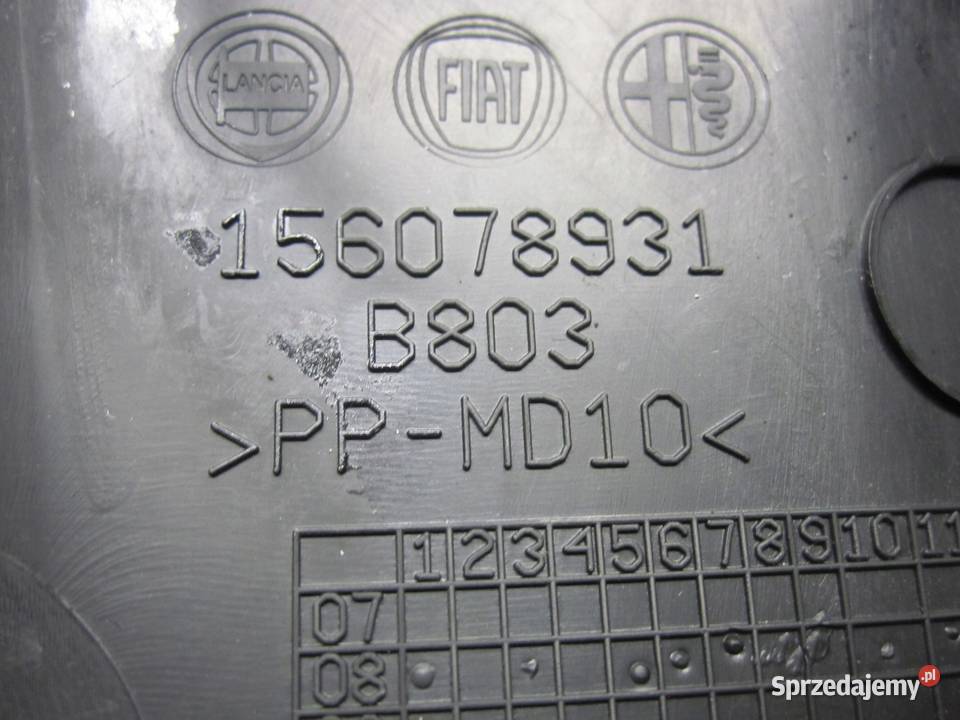 LANCIA FIAT
156078931
B803
>PP-MD10<
1 2 3 4 5 6 7 8 9 10 11
07
08
Sprzedajemy.pl